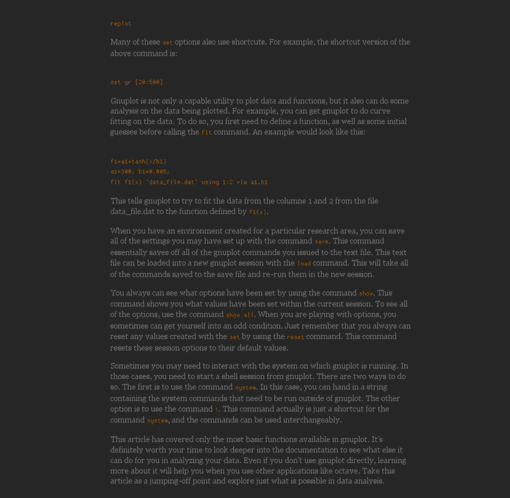 replot
Many of these set options also use shortcuts. For example, the shortcut version of the
above command is:
set yr [20:500]
Gnuplot is not only a capable utility to plot data and functions, but it also can do some
analysis on the data being plotted. For example, you can get gnuplot to do curve
fitting on the data. To do so, you first need to define a function, as well as some initial
guesses before calling the fit command. An example would look like this:
f1=a1*tanh(x/b1)
a1=300; b1=0.005;
fit f1(x) 'data_file.dat' using 1:2 via a1,b1
This tells gnuplot to try to fit the data from the columns 1 and 2 from the file
data_file.dat to the function defined by f1(x).
When you have an environment created for a particular research area, you can save
all of the settings you may have set up with the command save. This command
essentially saves off all of the gnuplot commands you issued to the text file. This text
file can be loaded into a new gnuplot session with the load command. This will take all
of the commands saved to the save file and re-run them in the new session.
You always can see what options have been set by using the command show. This
command shows you what values have been set within the current session. To see all
of the options, use the command show all. When you are playing with options, you
sometimes can get yourself into an odd condition. Just remember that you always can
reset any values created with the set by using the reset command. This command
resets these session options to their default values.
Sometimes you may need to interact with the system on which gnuplot is running. In
those cases, you need to start a shell session from gnuplot. There are two ways to do
so. The first is to use the command system. In this case, you can hand in a string
containing the system commands that need to be run outside of gnuplot. The other
option is to use the command !. This command actually is just a shortcut for the
command system, and the commands can be used interchangeably.
This article has covered only the most basic functions available in gnuplot. It's
definitely worth your time to look deeper into the documentation to see what else it
can do for you in analyzing your data. Even if you don't use gnuplot directly, learning
more about it will help you when you use other applications like octave. Take this
article as a jumping-off point and explore just what is possible in data analysis.